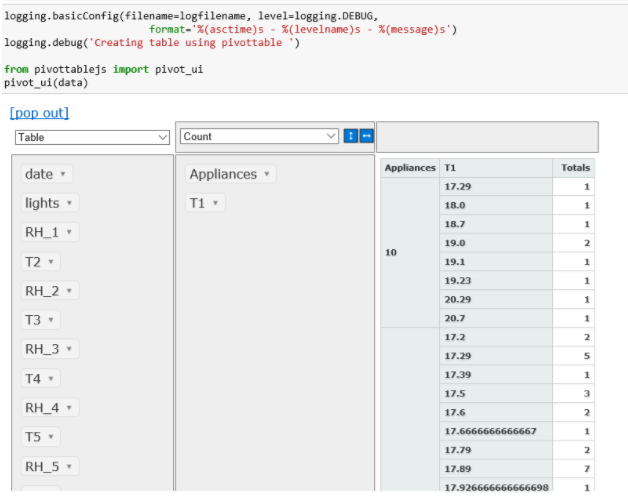 logging.basicConfig(filename=logfilename, level=logging.DEBUG,
format='%(asctime)s - %(levelname)s - %(message)s')
logging.debug('Creating table using pivottable ')
from pivottablejs import pivot_ui
pivot_ui(data)
[pop out]
Table
Count
date
lights
RH_1
T2
RH_2
T3
RH_3
T4
RH_4
T5
RH_5
Appliances
T1
Appliances T1 Totals
10
17.29 1
18.0 1
18.7 1
19.0 2
19.1 1
19.23 1
20.29 1
20.7 1
17.2 2
17.29 5
17.39 1
17.5 3
17.6 2
17.6666666666667 1
17.79 2
17.89 7
17.926666666666698 1